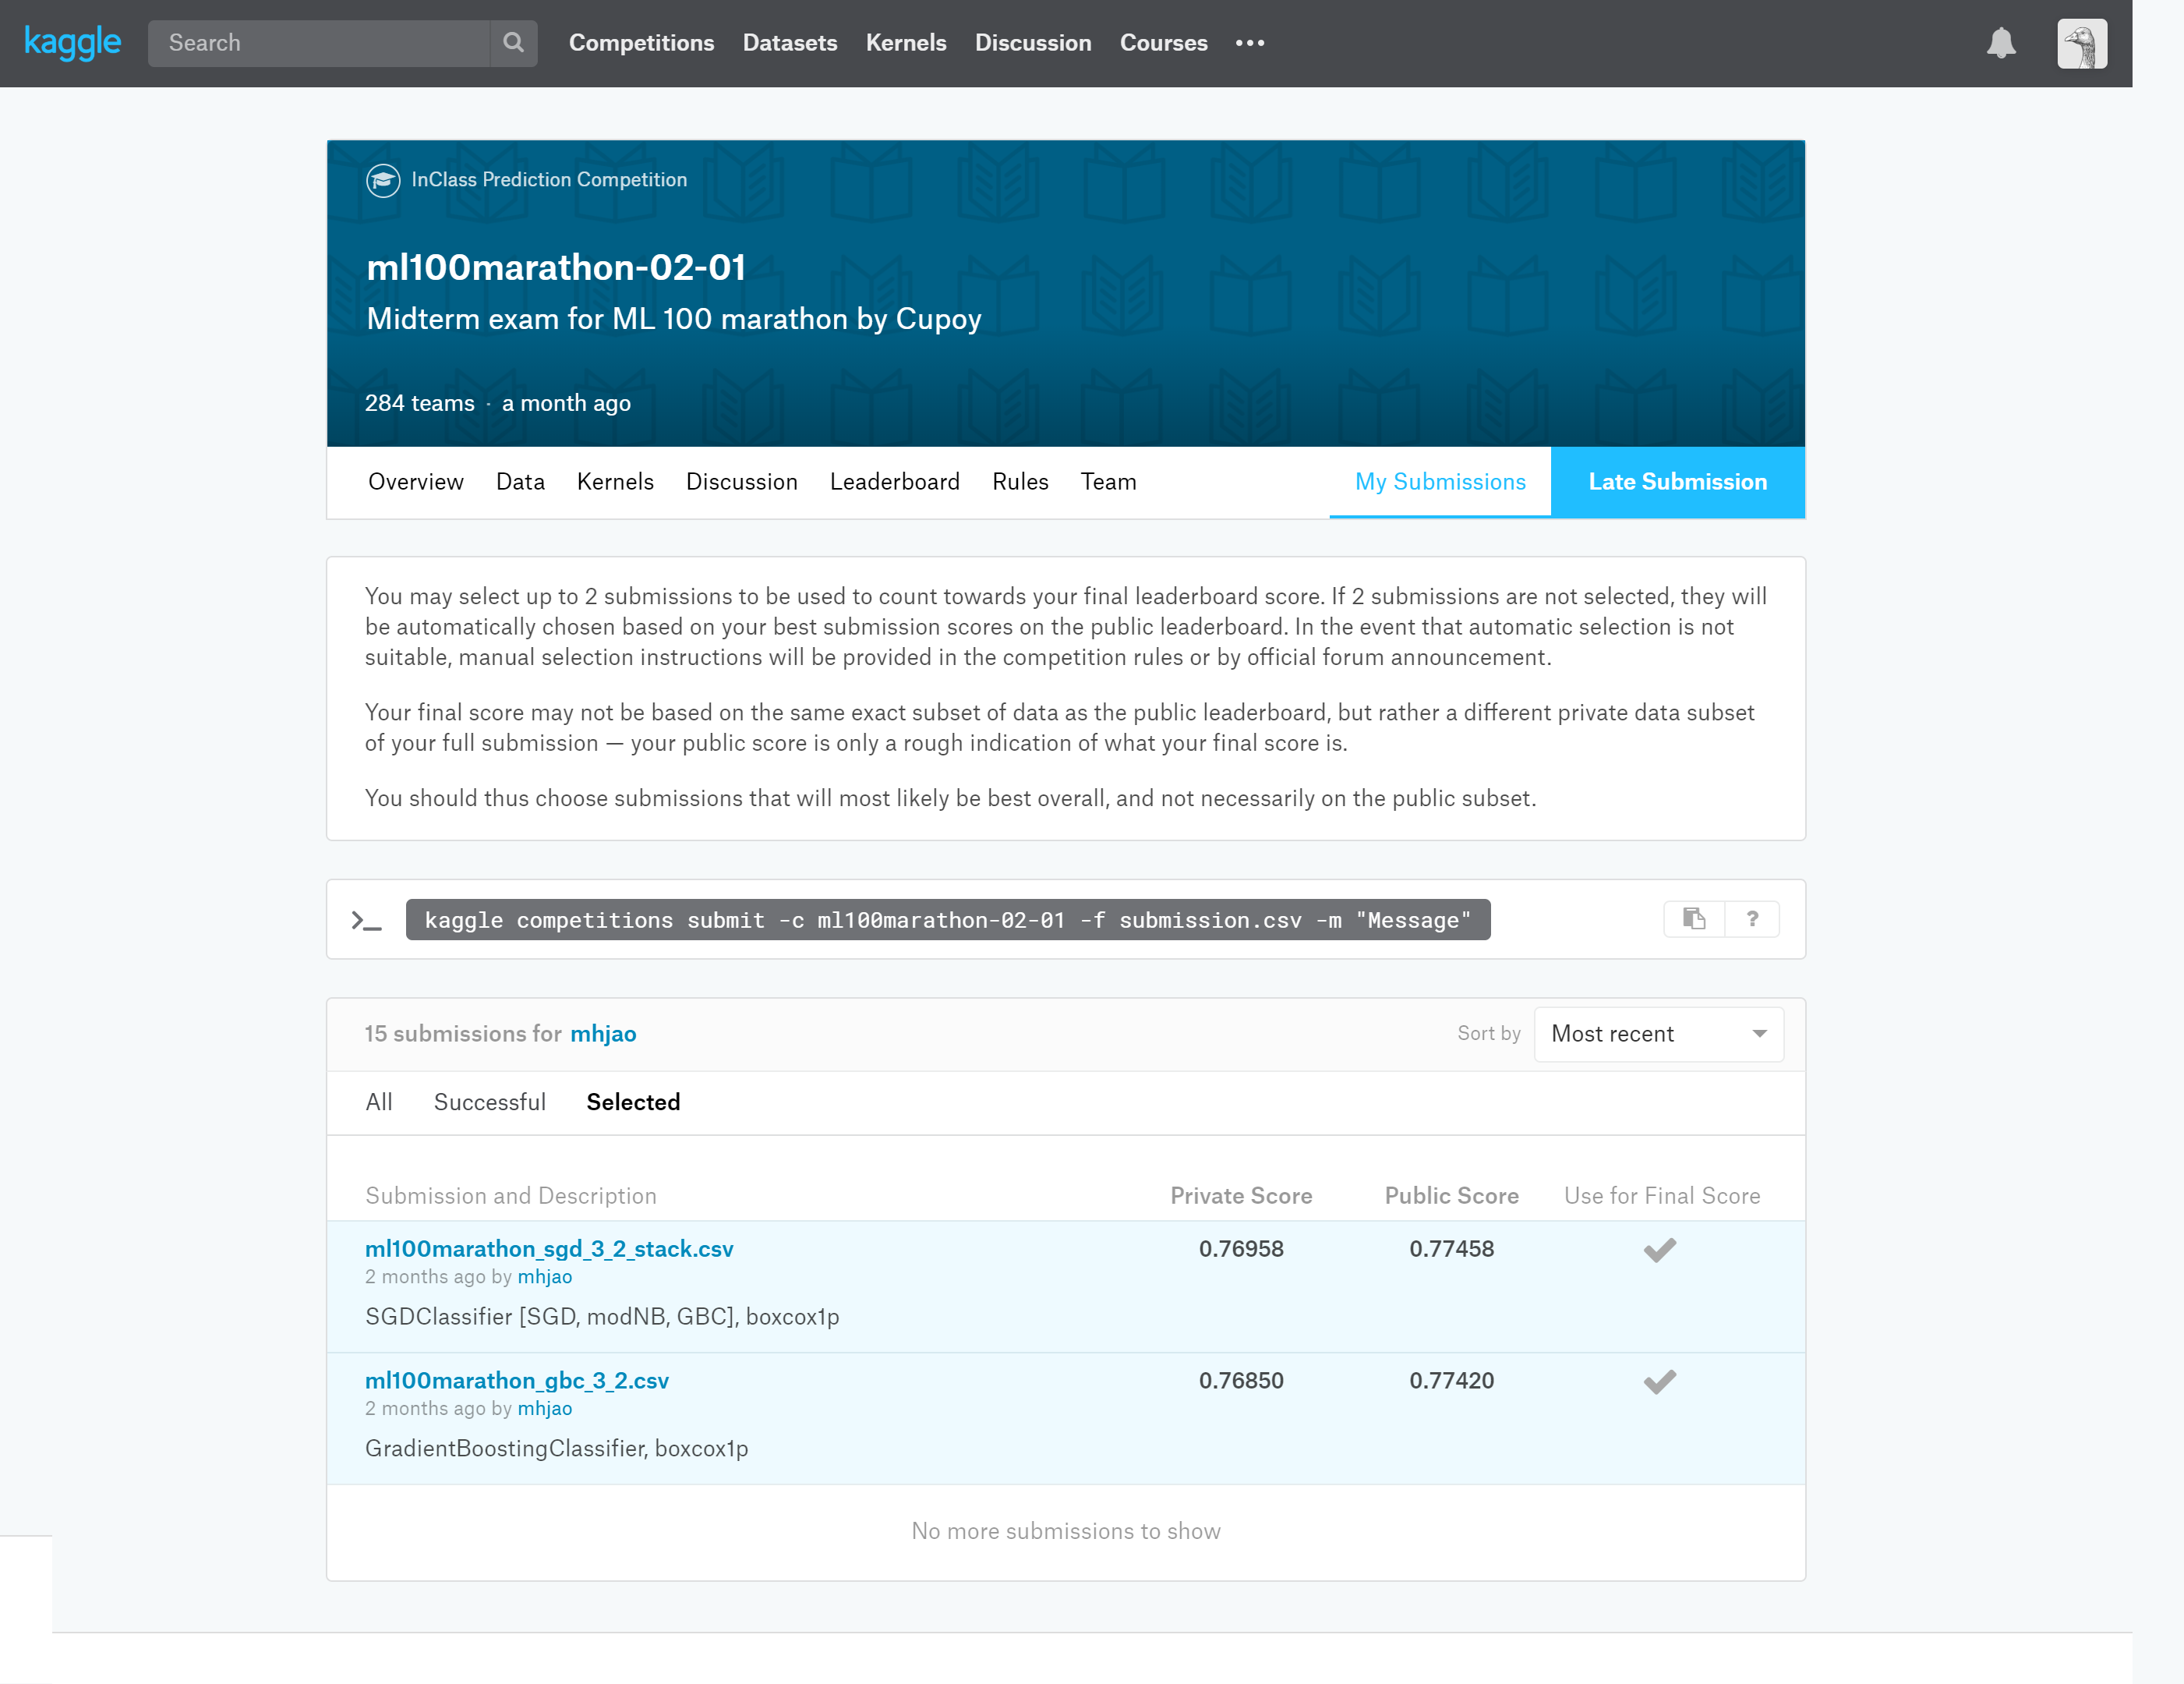 kaggle
Search
Competitions Datasets Kernels Discussion Courses
InClass Prediction Competition
ml100marathon-02-01
Midterm exam for ML 100 marathon by Cupoy
284 teams · a month ago
Overview Data Kernels Discussion Leaderboard Rules Team My Submissions Late Submission
You may select up to 2 submissions to be used to count towards your final leaderboard score. If 2 submissions are not selected, they will
be automatically chosen based on your best submission scores on the public leaderboard. In the event that automatic selection is not
suitable, manual selection instructions will be provided in the competition rules or by official forum announcement.
Your final score may not be based on the same exact subset of data as the public leaderboard, but rather a different private data subset
of your full submission — your public score is only a rough indication of what your final score is.
You should thus choose submissions that will most likely be best overall, and not necessarily on the public subset.
>_ kaggle competitions submit -c ml100marathon-02-01 -f submission.csv -m "Message" ?
15 submissions for mhjao Sort by Most recent
All Successful Selected
Submission and Description Private Score Public Score Use for Final Score
ml100marathon_sgd_3_2_stack.csv 0.76958 0.77458
2 months ago by mhjao
SGDClassifier [SGD, modNB, GBC], boxcox1p
ml100marathon_gbc_3_2.csv 0.76850 0.77420
2 months ago by mhjao
GradientBoostingClassifier, boxcox1p
No more submissions to show